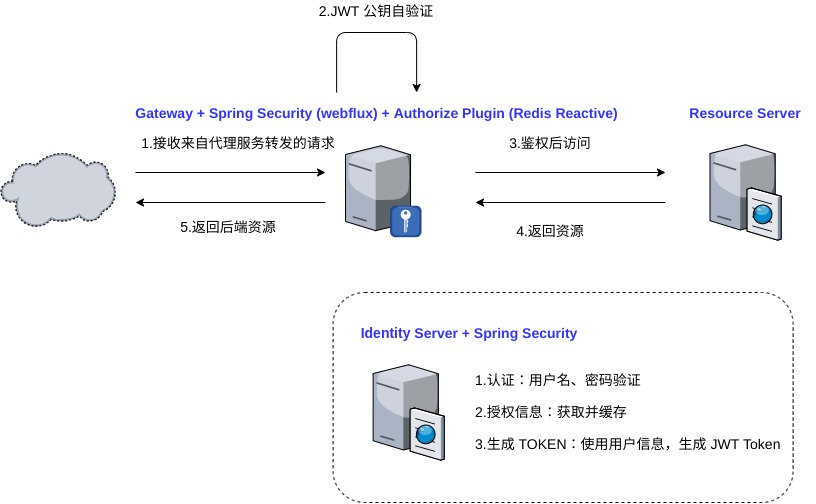 2.JWT 公钥自验证
Gateway + Spring Security (webflux) + Authorize Plugin (Redis Reactive)
Resource Server
1.接收来自代理服务转发的请求
3.鉴权后访问
5.返回后端资源
4.返回资源
Identity Server + Spring Security
1.认证：用户名、密码验证
2.授权信息：获取并缓存
3.生成 TOKEN：使用用户信息，生成 JWT Token